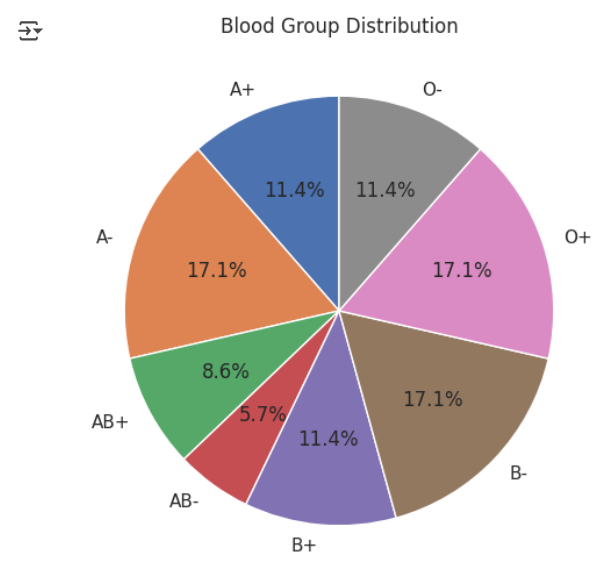 Blood Group Distribution
A+
O-
11.4%
11.4%
A-
O+
17.1%
17.1%
8.6%
17.1%
5.7%
AB+
11.4%
B-
AB-
B+